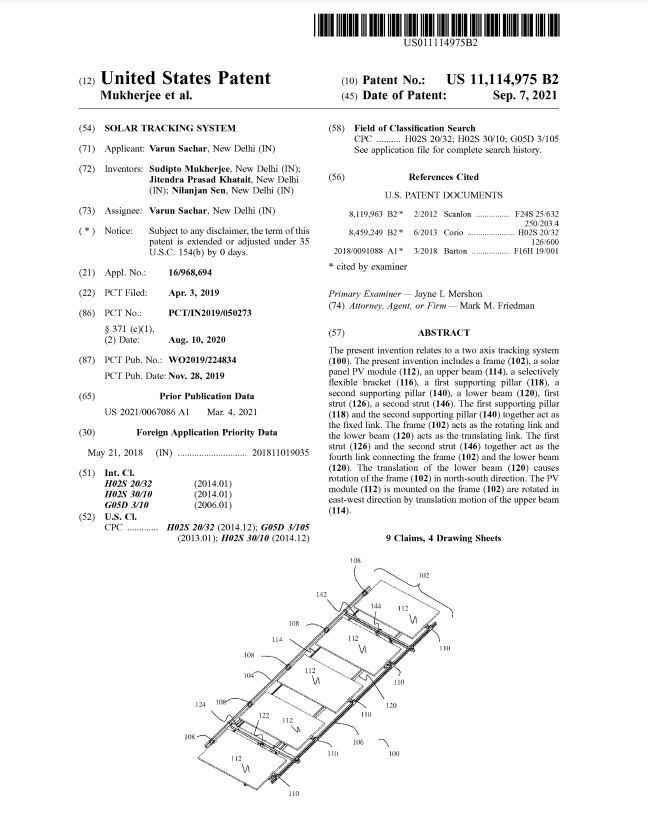 US011114975B2
(12) United States Patent
Mukherjee et al.
(10) Patent No.: US 11,114,975 B2
(45) Date of Patent: Sep. 7, 2021
(54) SOLAR TRACKING SYSTEM
(71) Applicant: Varun Sachar, New Delhi (IN)
(72) Inventors: Sudipto Mukherjee, New Delhi (IN);
Jitendra Prasad Khatait, New Delhi
(IN); Nilanjan Sen, New Delhi (IN)
(73) Assignee: Varun Sachar, New Delhi (IN)
( * ) Notice: Subject to any disclaimer, the term of this
patent is extended or adjusted under 35
U.S.C. 154(b) by 0 days.
(21) Appl. No.: 16/968,694
(22) PCT Filed: Apr. 3, 2019
(86) PCT No.: PCT/IN2019/050273
§ 371 (c)(1),
(2) Date: Aug. 10, 2020
(87) PCT Pub. No.: WO2019/224834
PCT Pub. Date: Nov. 28, 2019
(65) Prior Publication Data
US 2021/0067086 A1 Mar. 4, 2021
(30) Foreign Application Priority Data
May 21, 2018 (IN) ............................ 201811019035
(51) Int. Cl.
H02S 20/32 (2014.01)
H02S 30/10 (2014.01)
G05D 3/10 (2006.01)
(52) U.S. Cl.
CPC ............ H02S 20/32 (2014.12); G05D 3/105
(2013.01); H02S 30/10 (2014.12)
(58) Field of Classification Search
CPC .......... H02S 20/32; H02S 30/10; G05D 3/105
See application file for complete search history.
(56) References Cited
U.S. PATENT DOCUMENTS
8,119,963 B2 * 2/2012 Scanlon ............... F24S 25/632
250/203.4
8,459,249 B2 * 6/2013 Corio ..................... H02S 20/32
126/600
2018/0091088 A1 * 3/2018 Barton ................. F16H 19/001
* cited by examiner
Primary Examiner — Jayne L Mershon
(74) Attorney, Agent, or Firm — Mark M. Friedman
(57) ABSTRACT
The present invention relates to a two axis tracking system
(100). The present invention includes a frame (102), a solar
panel PV module (112), an upper beam (114), a selectively
flexible bracket (116), a first supporting pillar (118), a
second supporting pillar (140), a lower beam (120), first
strut (126), a second strut (146). The first supporting pillar
(118) and the second supporting pillar (140) together act as
the fixed link. The frame (102) acts as the rotating link and
the lower beam (120) acts as the translating link. The first
strut (126) and the second strut (146) together act as the
fourth link connecting the frame (102) and the lower beam
(120). The translation of the lower beam (120) causes
rotation of the frame (102) in north-south direction. The PV
module (112) is mounted on the frame (102) are rotated in
east-west direction by translation motion of the upper beam
(114).
9 Claims, 4 Drawing Sheets
108
102
142
144
112
108
114
112
110
108
112
104
110
120
124
108
122
112
110
108
106
100
112
110
110